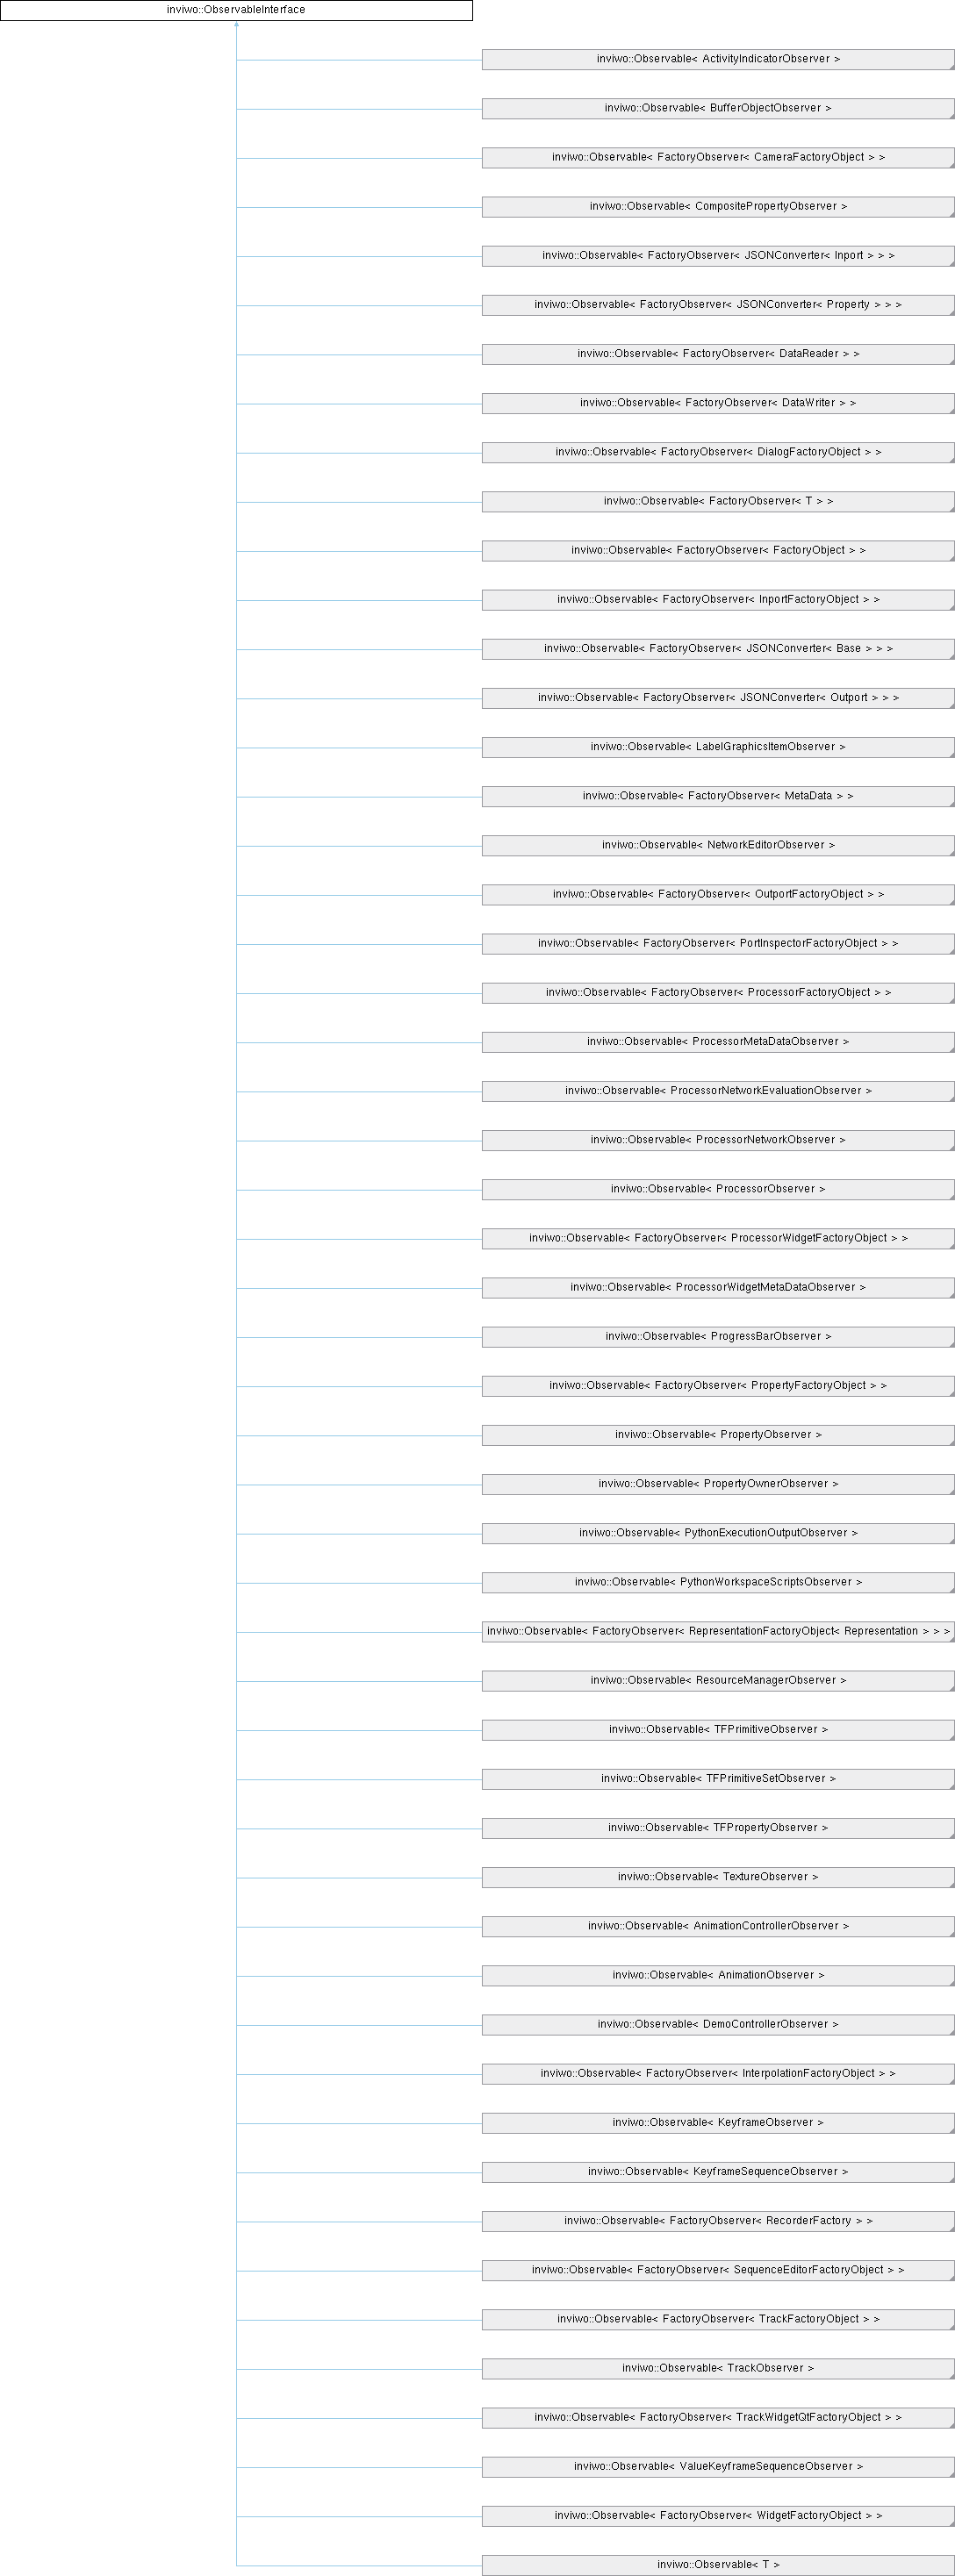 inviwo::ObservableInterface
inviwo::Observable< ActivityIndicatorObserver >
inviwo::Observable< BufferObjectObserver >
inviwo::Observable< FactoryObserver< CameraFactoryObject > >
inviwo::Observable< CompositePropertyObserver >
inviwo::Observable< FactoryObserver< JSONConverter< Inport > > >
inviwo::Observable< FactoryObserver< JSONConverter< Property > > >
inviwo::Observable< FactoryObserver< DataReader > >
inviwo::Observable< FactoryObserver< DataWriter > >
inviwo::Observable< FactoryObserver< DialogFactoryObject > >
inviwo::Observable< FactoryObserver< T > >
inviwo::Observable< FactoryObserver< FactoryObject > >
inviwo::Observable< FactoryObserver< InportFactoryObject > >
inviwo::Observable< FactoryObserver< JSONConverter< Base > > >
inviwo::Observable< FactoryObserver< JSONConverter< Outport > > >
inviwo::Observable< LabelGraphicsItemObserver >
inviwo::Observable< FactoryObserver< MetaData > >
inviwo::Observable< NetworkEditorObserver >
inviwo::Observable< FactoryObserver< OutportFactoryObject > >
inviwo::Observable< FactoryObserver< PortInspectorFactoryObject > >
inviwo::Observable< FactoryObserver< ProcessorFactoryObject > >
inviwo::Observable< ProcessorMetaDataObserver >
inviwo::Observable< ProcessorNetworkEvaluationObserver >
inviwo::Observable< ProcessorNetworkObserver >
inviwo::Observable< ProcessorObserver >
inviwo::Observable< FactoryObserver< ProcessorWidgetFactoryObject > >
inviwo::Observable< ProcessorWidgetMetaDataObserver >
inviwo::Observable< ProgressBarObserver >
inviwo::Observable< FactoryObserver< PropertyFactoryObject > >
inviwo::Observable< PropertyObserver >
inviwo::Observable< PropertyOwnerObserver >
inviwo::Observable< PythonExecutionOutputObserver >
inviwo::Observable< PythonWorkspaceScriptsObserver >
inviwo::Observable< FactoryObserver< RepresentationFactoryObject< Representation > > >
inviwo::Observable< ResourceManagerObserver >
inviwo::Observable< TFPrimitiveObserver >
inviwo::Observable< TFPrimitiveSetObserver >
inviwo::Observable< TFPropertyObserver >
inviwo::Observable< TextureObserver >
inviwo::Observable< AnimationControllerObserver >
inviwo::Observable< AnimationObserver >
inviwo::Observable< DemoControllerObserver >
inviwo::Observable< FactoryObserver< InterpolationFactoryObject > >
inviwo::Observable< KeyframeObserver >
inviwo::Observable< KeyframeSequenceObserver >
inviwo::Observable< FactoryObserver< RecorderFactory > >
inviwo::Observable< FactoryObserver< SequenceEditorFactoryObject > >
inviwo::Observable< FactoryObserver< TrackFactoryObject > >
inviwo::Observable< TrackObserver >
inviwo::Observable< FactoryObserver< TrackWidgetQtFactoryObject > >
inviwo::Observable< ValueKeyframeSequenceObserver >
inviwo::Observable< FactoryObserver< WidgetFactoryObject > >
inviwo::Observable< T >